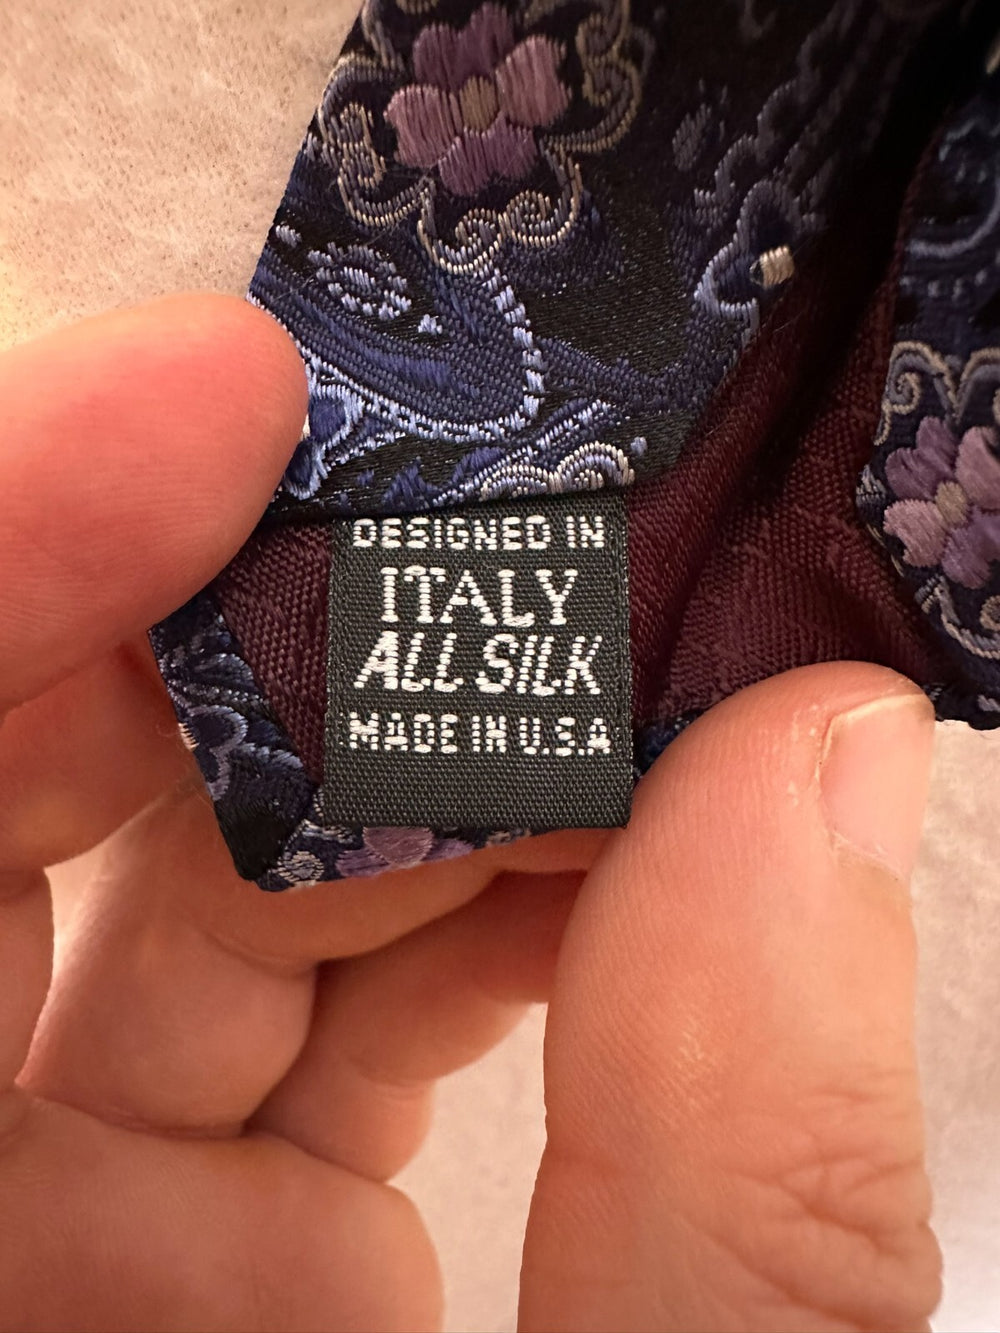 DESIGNED IN
ITALY
ALL SILK
MADE IN U.S.A